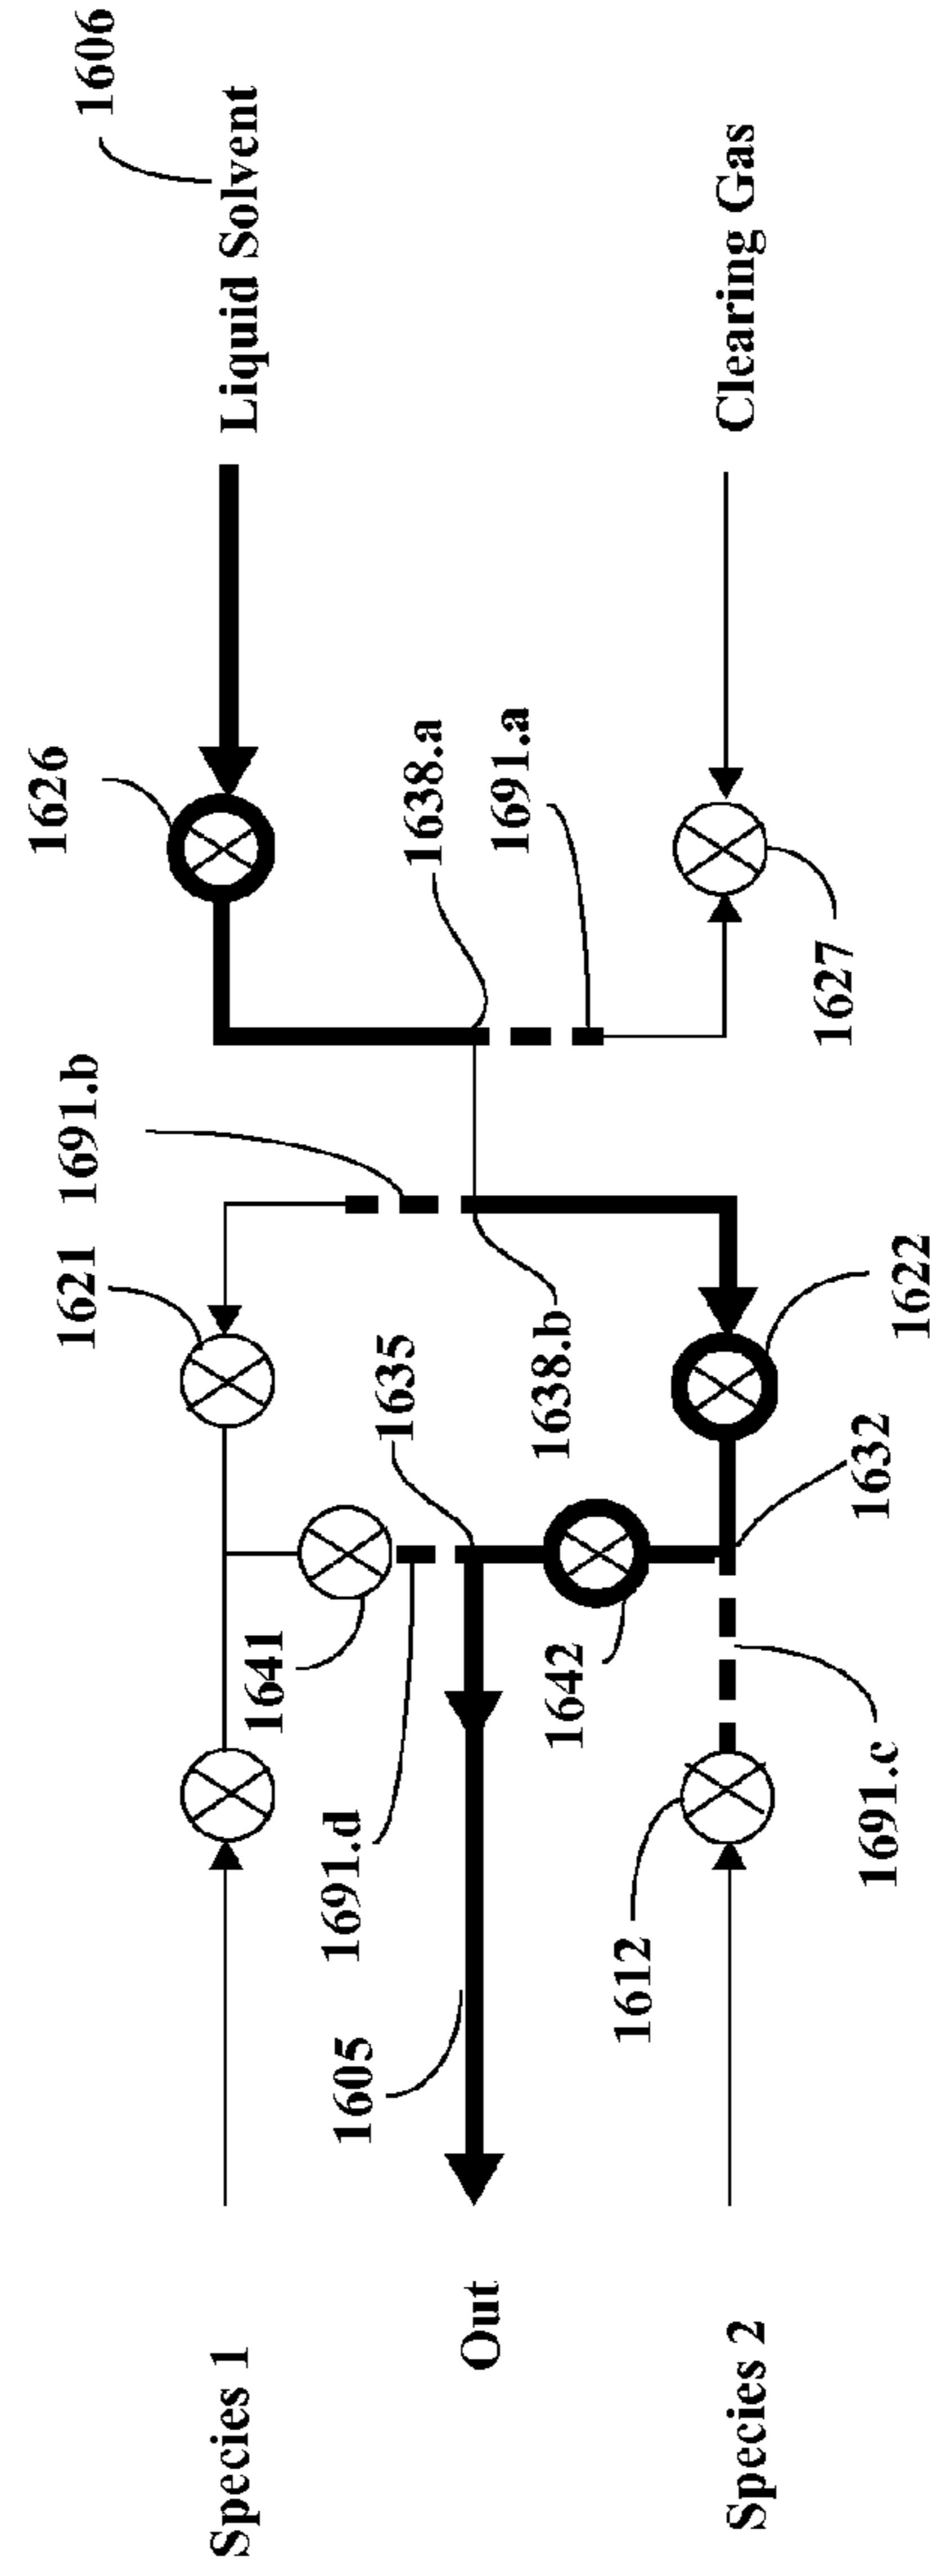 1606
Liquid Solvent
Clearing Gas
1626
1638.a
1691.a
1627
1691.b
1621
1635
1638.b
1622
1632
1641
1642
1691.d
1691.c
1605
1612
Out
Species 1
Species 2